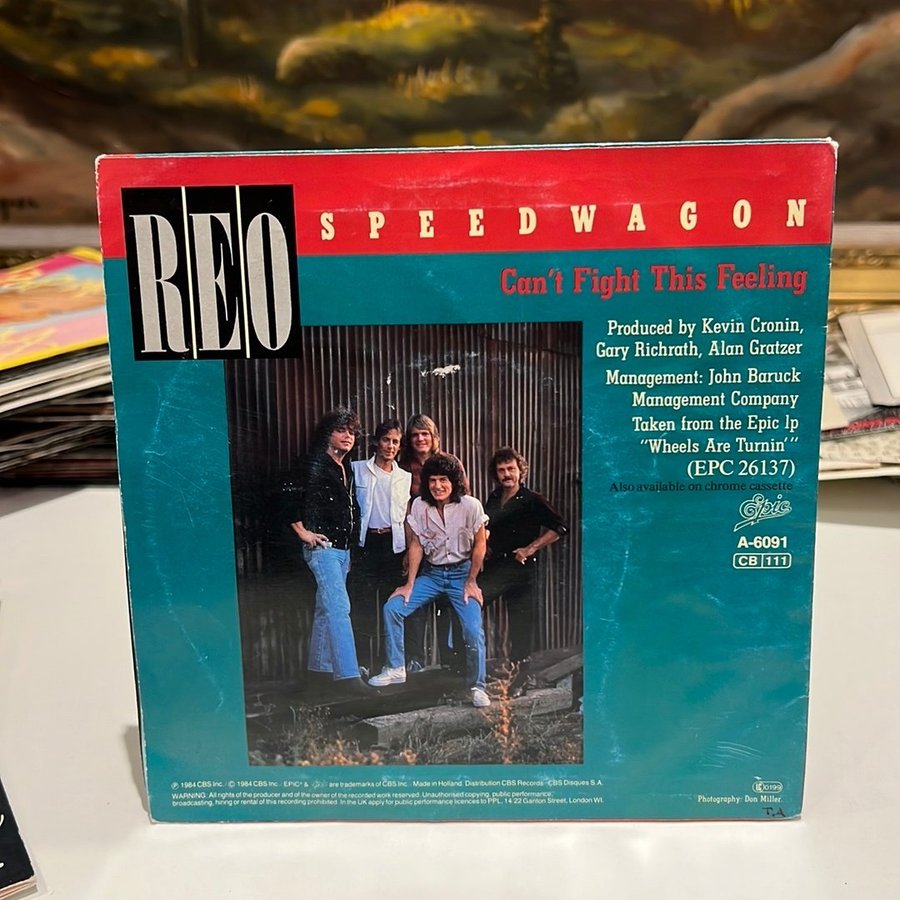 REO
SPEEDWAGON
Can't Fight This Feeling
Produced by Kevin Cronin,
Gary Richrath, Alan Gratzer
Management: John Baruck
Management Company
Taken from the Epic lp
"Wheels Are Turnin'"
(EPC 26137)
Also available on chrome cassette
Epic
A-6091
CB 111
℗ 1984 CBS Inc. / © 1984 CBS Inc. EPIC® & are trademarks of CBS Inc. Made in Holland Distribution CBS Records - CBS Disques S.A.
WARNING: All rights of the producer and of the owner of the recorded work reserved. Unauthorised copying, public performance,
broadcasting, hiring or rental of this recording prohibited. In the UK apply for public performance licences to PPL, 14-22 Ganton Street, London WI.
0199
Photography: Don Miller.
T.A